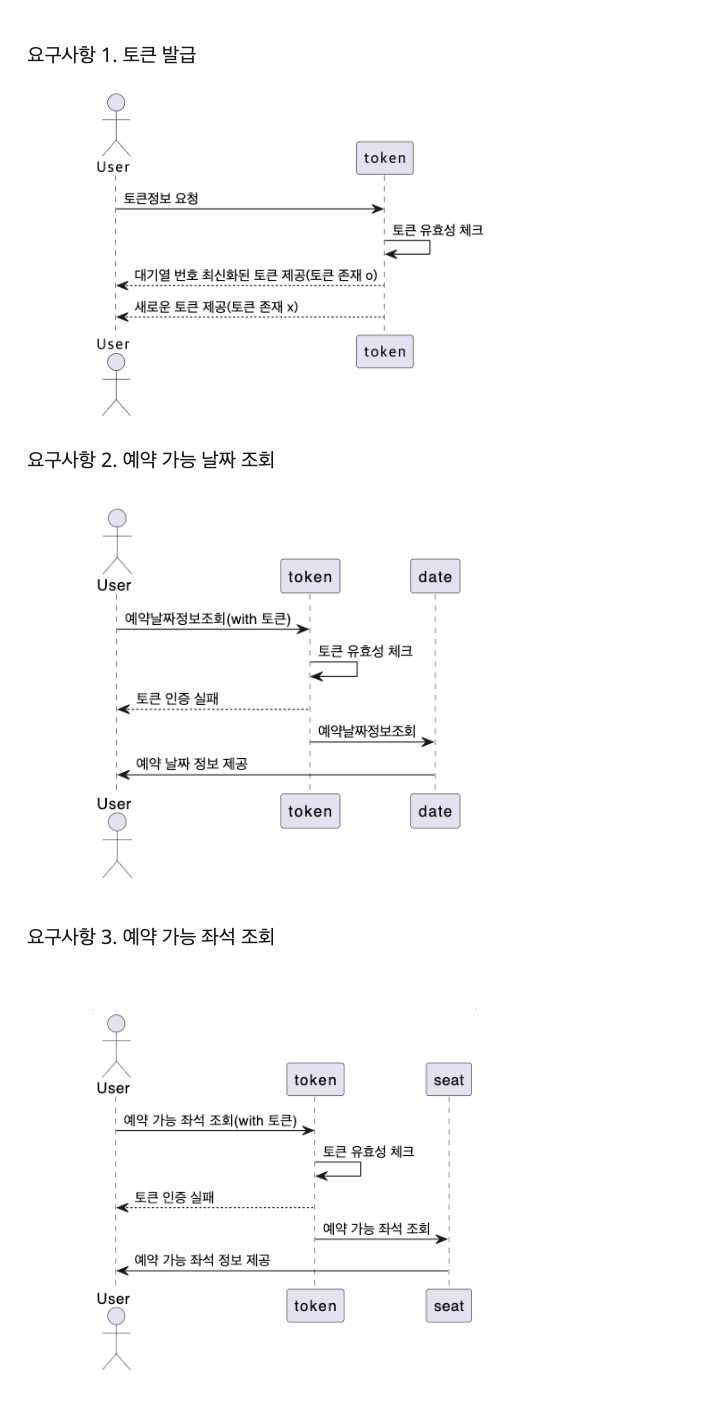 요구사항 1. 토큰 발급
User
token
토큰정보 요청
토큰 유효성 체크
대기열 번호 최신화된 토큰 제공(토큰 존재 o)
새로운 토큰 제공(토큰 존재 x)
User
token
요구사항 2. 예약 가능 날짜 조회
User
token
date
예약날짜정보조회(with 토큰)
토큰 유효성 체크
토큰 인증 실패
예약날짜정보조회
예약 날짜 정보 제공
User
token
date
요구사항 3. 예약 가능 좌석 조회
User
token
seat
예약 가능 좌석 조회(with 토큰)
토큰 유효성 체크
토큰 인증 실패
예약 가능 좌석 조회
예약 가능 좌석 정보 제공
User
token
seat